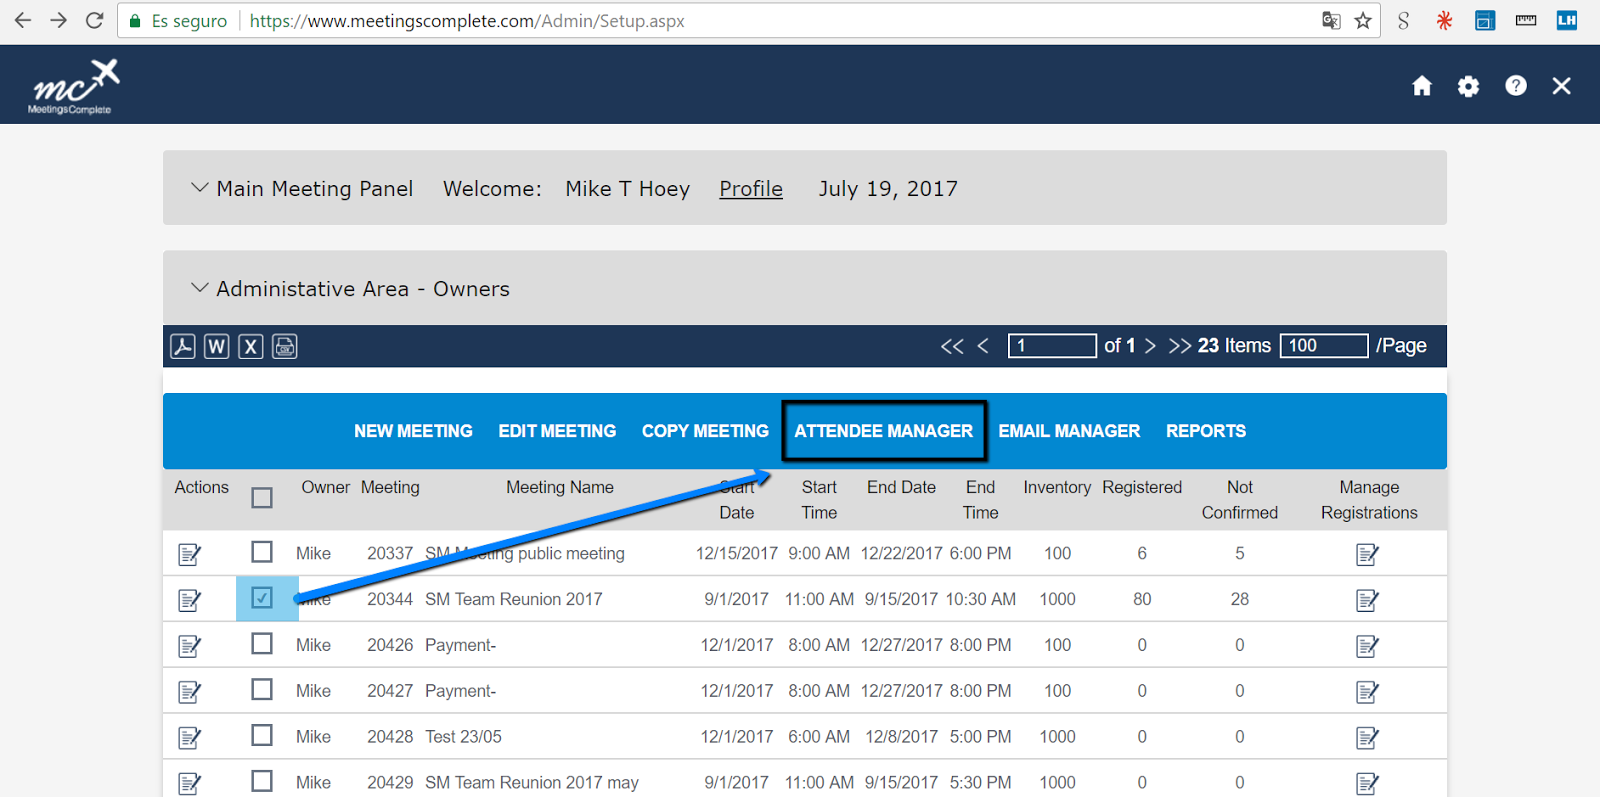 Es seguro https://www.meetingscomplete.com/Admin/Setup.aspx
LH
mc
MeetingsComplete
Main Meeting Panel Welcome: Mike T Hoey Profile July 19, 2017
Administative Area - Owners
W X << < 1 of 1 > >> 23 Items 100 /Page
NEW MEETING EDIT MEETING COPY MEETING ATTENDEE MANAGER EMAIL MANAGER REPORTS
Actions Owner Meeting Meeting Name Start Date Start Time End Date End Time Inventory Registered Not Confirmed Manage Registrations
Mike 20337 SM Meeting public meeting 12/15/2017 9:00 AM 12/22/2017 6:00 PM 100 6 5
Mike 20344 SM Team Reunion 2017 9/1/2017 11:00 AM 9/15/2017 10:30 AM 1000 80 28
Mike 20426 Payment- 12/1/2017 8:00 AM 12/27/2017 8:00 PM 100 0 0
Mike 20427 Payment- 12/1/2017 8:00 AM 12/27/2017 8:00 PM 100 0 0
Mike 20428 Test 23/05 12/1/2017 6:00 AM 12/8/2017 5:00 PM 1000 0 0
Mike 20429 SM Team Reunion 2017 may 9/1/2017 11:00 AM 9/15/2017 5:30 PM 1000 0 0